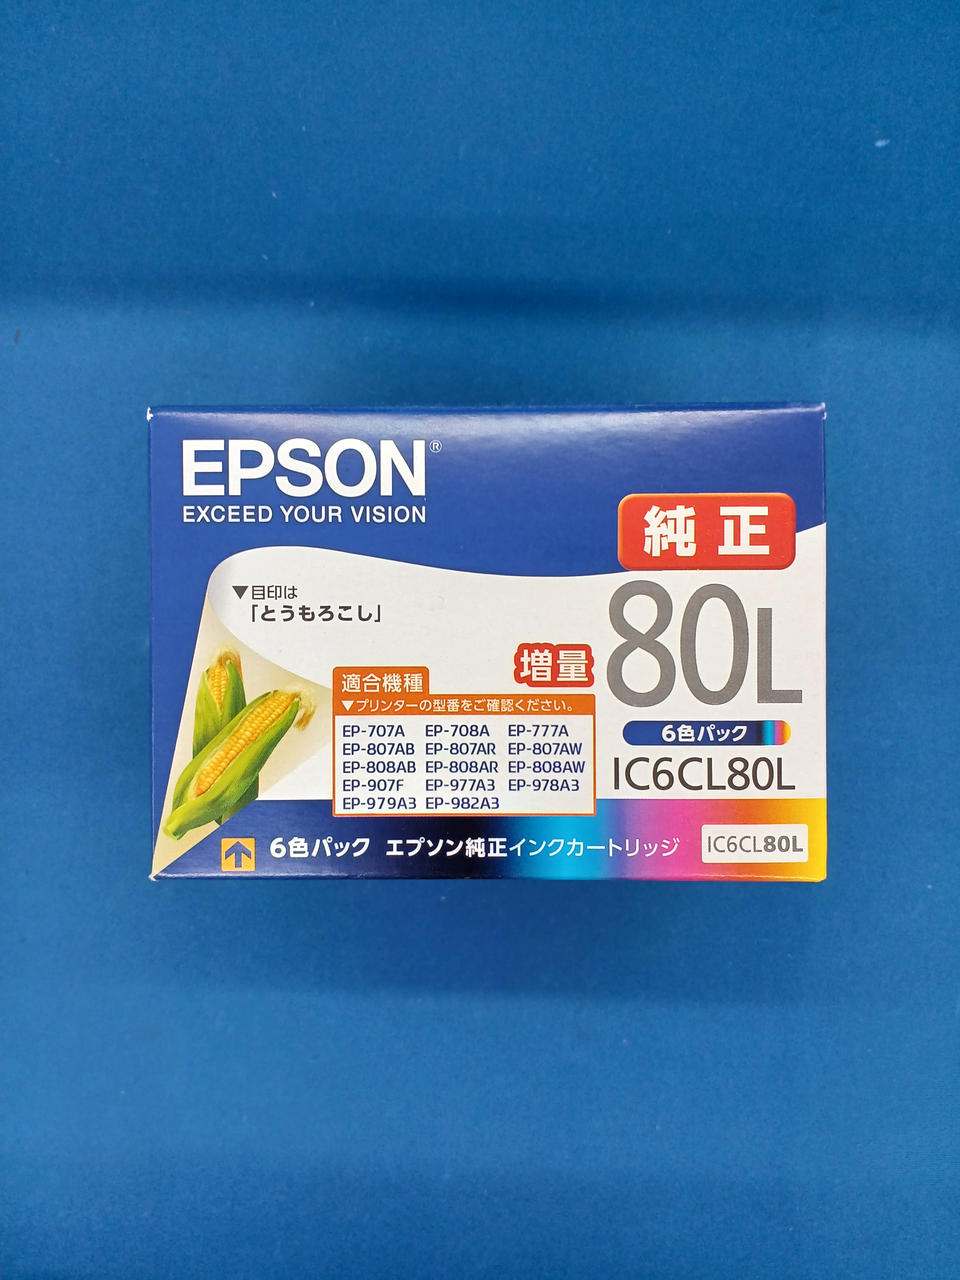 EPSON®
EXCEED YOUR VISION
純正
▼目印は
「とうもろこし」
増量
80L
適合機種
▼プリンターの型番をご確認ください。
EP-707A EP-708A EP-777A
EP-807AB EP-807AR EP-807AW
EP-808AB EP-808AR EP-808AW
EP-907F EP-977A3 EP-978A3
EP-979A3 EP-982A3
6色パック
IC6CL80L
6色パック エプソン純正インクカートリッジ
IC6CL80L